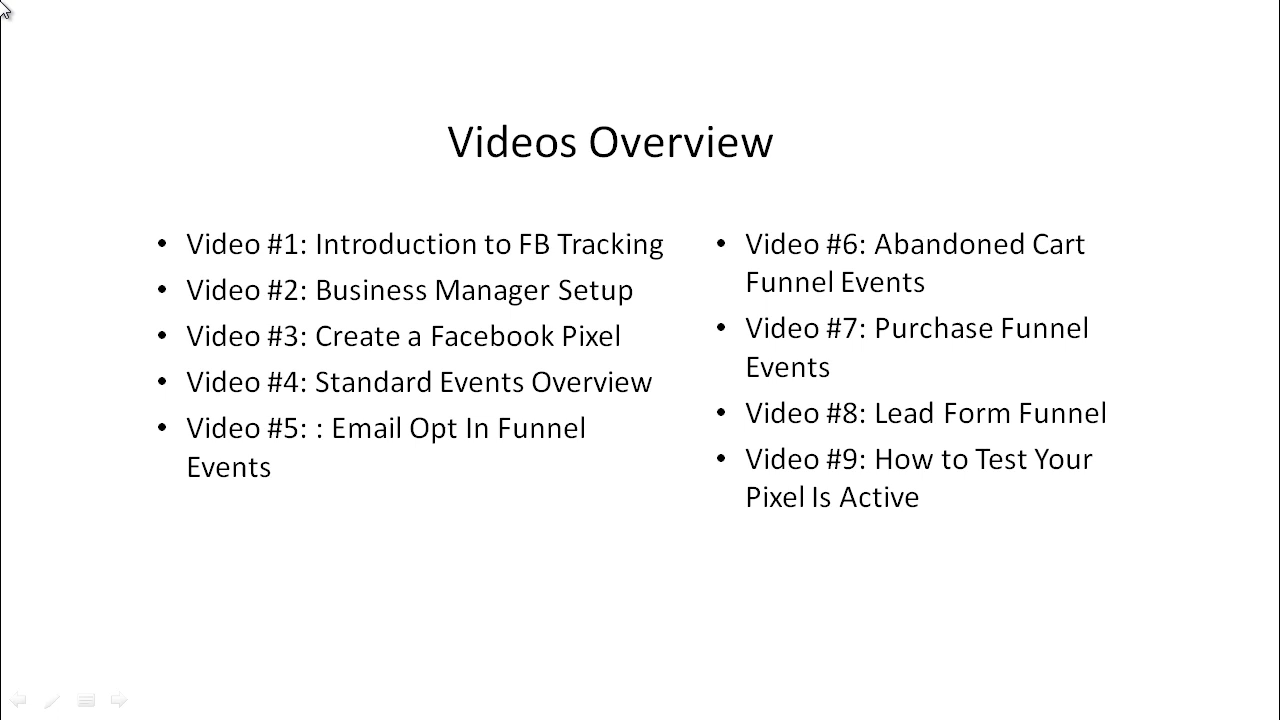 Videos Overview
• Video #1: Introduction to FB Tracking
• Video #2: Business Manager Setup
• Video #3: Create a Facebook Pixel
• Video #4: Standard Events Overview
• Video #5: : Email Opt In Funnel
Events
• Video #6: Abandoned Cart
Funnel Events
• Video #7: Purchase Funnel
Events
• Video #8: Lead Form Funnel
• Video #9: How to Test Your
Pixel Is Active